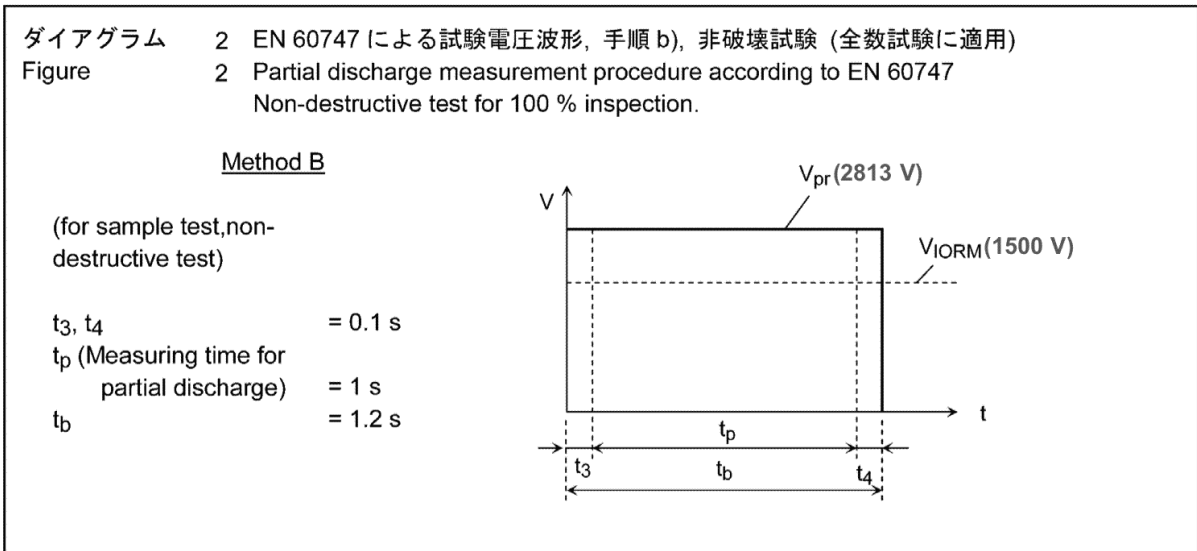 ダイアグラム 2 EN 60747 による試験電圧波形, 手順 b), 非破壊試験 (全数試験に適用)
Figure 2 Partial discharge measurement procedure according to EN 60747
Non-destructive test for 100 % inspection.
Method B
(for sample test,non-
destructive test)
t3, t4 = 0.1 s
tp (Measuring time for
partial discharge) = 1 s
tb = 1.2 s
Vpr(2813 V)
V
VIORM(1500 V)
t
tp
t3 tb t4